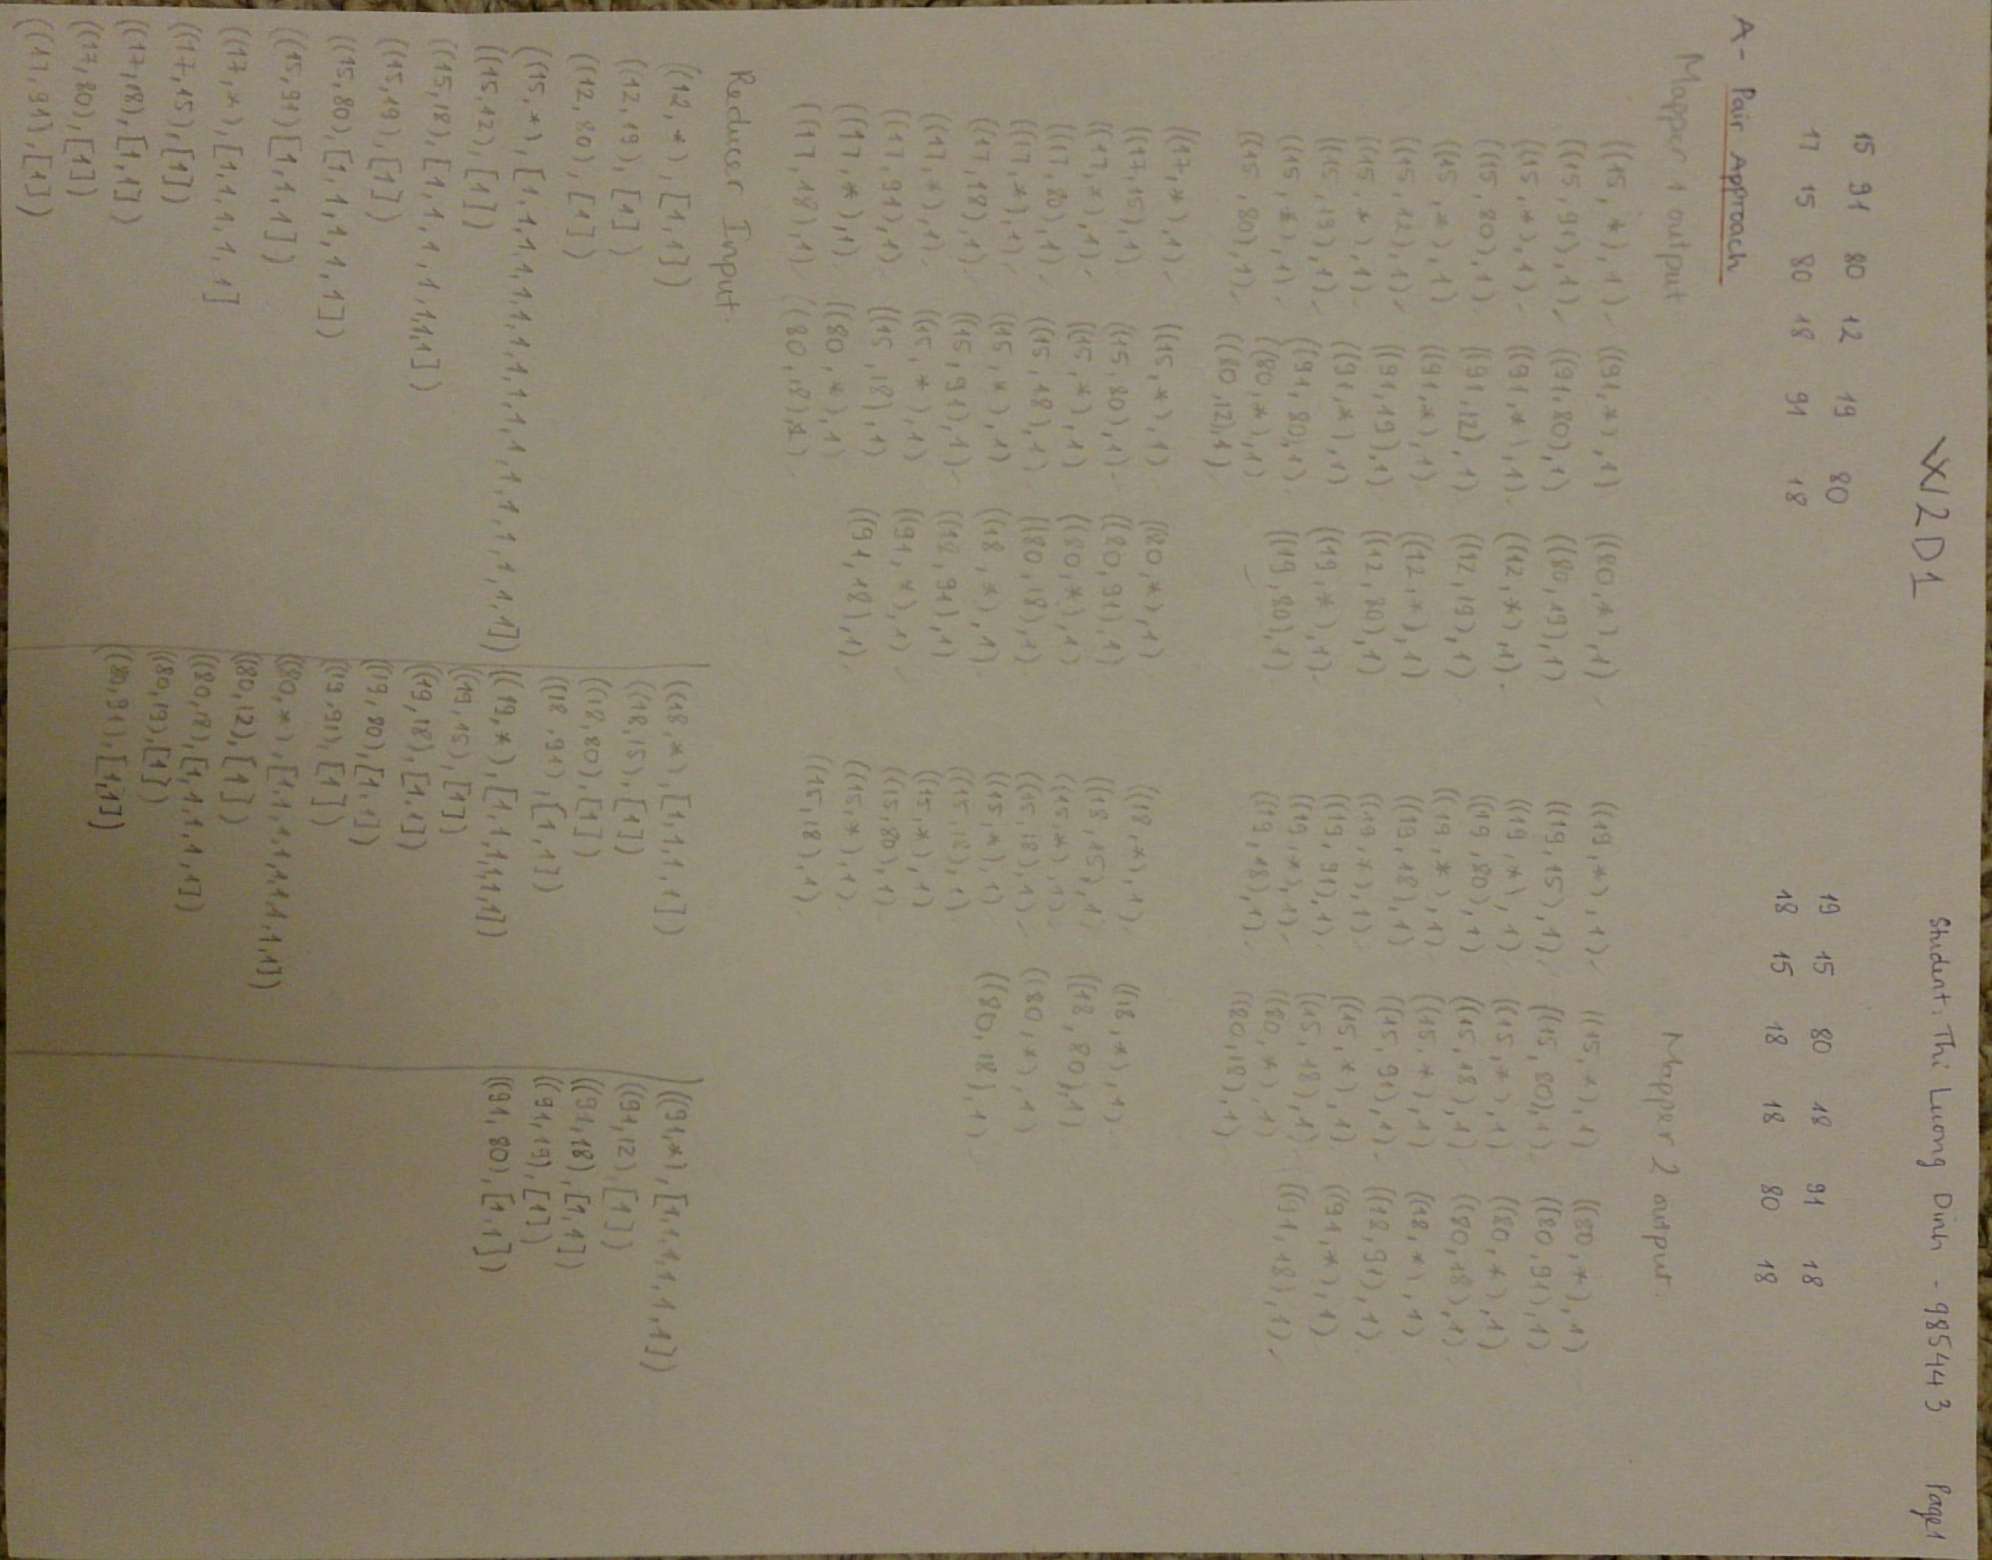 W2D1
Student: Thi Luong Dinh - 985443 Page1
15 91 80 12 19 80
17 15 80 18 91 18
19 15 80 18 91 18
18 15 18 18 80 18
A- Pair Approach
Mapper 1 output
((15,*),1) ((91,*),1) ((80,*),1)
((15,91),1) ((91,80),1) ((80,19),1)
((15,*),1) ((91,*),1) ((12,*),1)
((15,80),1) ((91,12),1) ((12,19),1)
((15,*),1) ((91,*),1) ((12,*),1)
((15,12),1) ((91,19),1) ((12,80),1)
((15,*),1) ((91,*),1) ((19,*),1)
((15,19),1) ((91,80),1) ((19,80),1)
((15,*),1) ((80,*),1)
((15,80),1) ((80,12),1)
((17,*),1) ((15,*),1) ((80,*),1)
((17,15),1) ((15,80),1) ((80,91),1)
((17,*),1) ((15,*),1) ((80,*),1)
((17,80),1) ((15,18),1) ((80,18),1)
((17,*),1) ((15,*),1) ((18,*),1)
((17,18),1) ((15,91),1) ((18,91),1)
((17,*),1) ((15,*),1) ((91,*),1)
((17,91),1) ((15,18),1) ((91,18),1)
((17,*),1) ((80,*),1)
((17,18),1) ((80,18),1)
Mapper 2 output.
((19,*),1) ((15,*),1) ((80,*),1)
((19,15),1) ((15,80),1) ((80,91),1)
((19,*),1) ((15,*),1) ((80,*),1)
((19,80),1) ((15,18),1) ((80,18),1)
((19,*),1) ((15,*),1) ((18,*),1)
((19,18),1) ((15,91),1) ((18,91),1)
((19,*),1) ((15,*),1) ((91,*),1)
((19,91),1) ((15,18),1) ((91,18),1)
((19,*),1) ((80,*),1)
((19,18),1) ((80,18),1)
((18,*),1) ((18,*),1)
((18,15),1) ((18,80),1)
((15,*),1) ((80,*),1)
((15,18),1) ((80,18),1)
((15,*),1)
((15,18),1)
((15,*),1)
((15,80),1)
((15,*),1)
((15,18),1)
Reducer Input.
((12,*),[1,1])
((12,19),[1])
((12,80),[1])
((15,*),[1,1,1,1,1,1,1,1,1,1,1,1,1,1,1,1,1])
((15,12),[1])
((15,18),[1,1,1,1,1,1,1])
((15,19),[1])
((15,80),[1,1,1,1,1])
((15,91)[1,1,1])
((17,*),[1,1,1,1,1]
((17,15),[1])
((17,18),[1,1])
((17,80),[1])
((17,91),[1])
((18,*),[1,1,1,1])
((18,15),[1])
((18,80),[1])
((18,91),[1,1])
((19,*),[1,1,1,1,1,1])
((19,15),[1])
((19,18),[1,1])
((19,80),[1,1])
((19,91),[1])
((80,*),[1,1,1,1,1,1,1,1,1])
((80,12),[1])
((80,18),[1,1,1,1,1])
((80,19),[1])
((80,91),[1,1])
((91,*),[1,1,1,1,1,1])
((91,12),[1])
((91,18),[1,1])
((91,19),[1])
((91,80),[1,1])